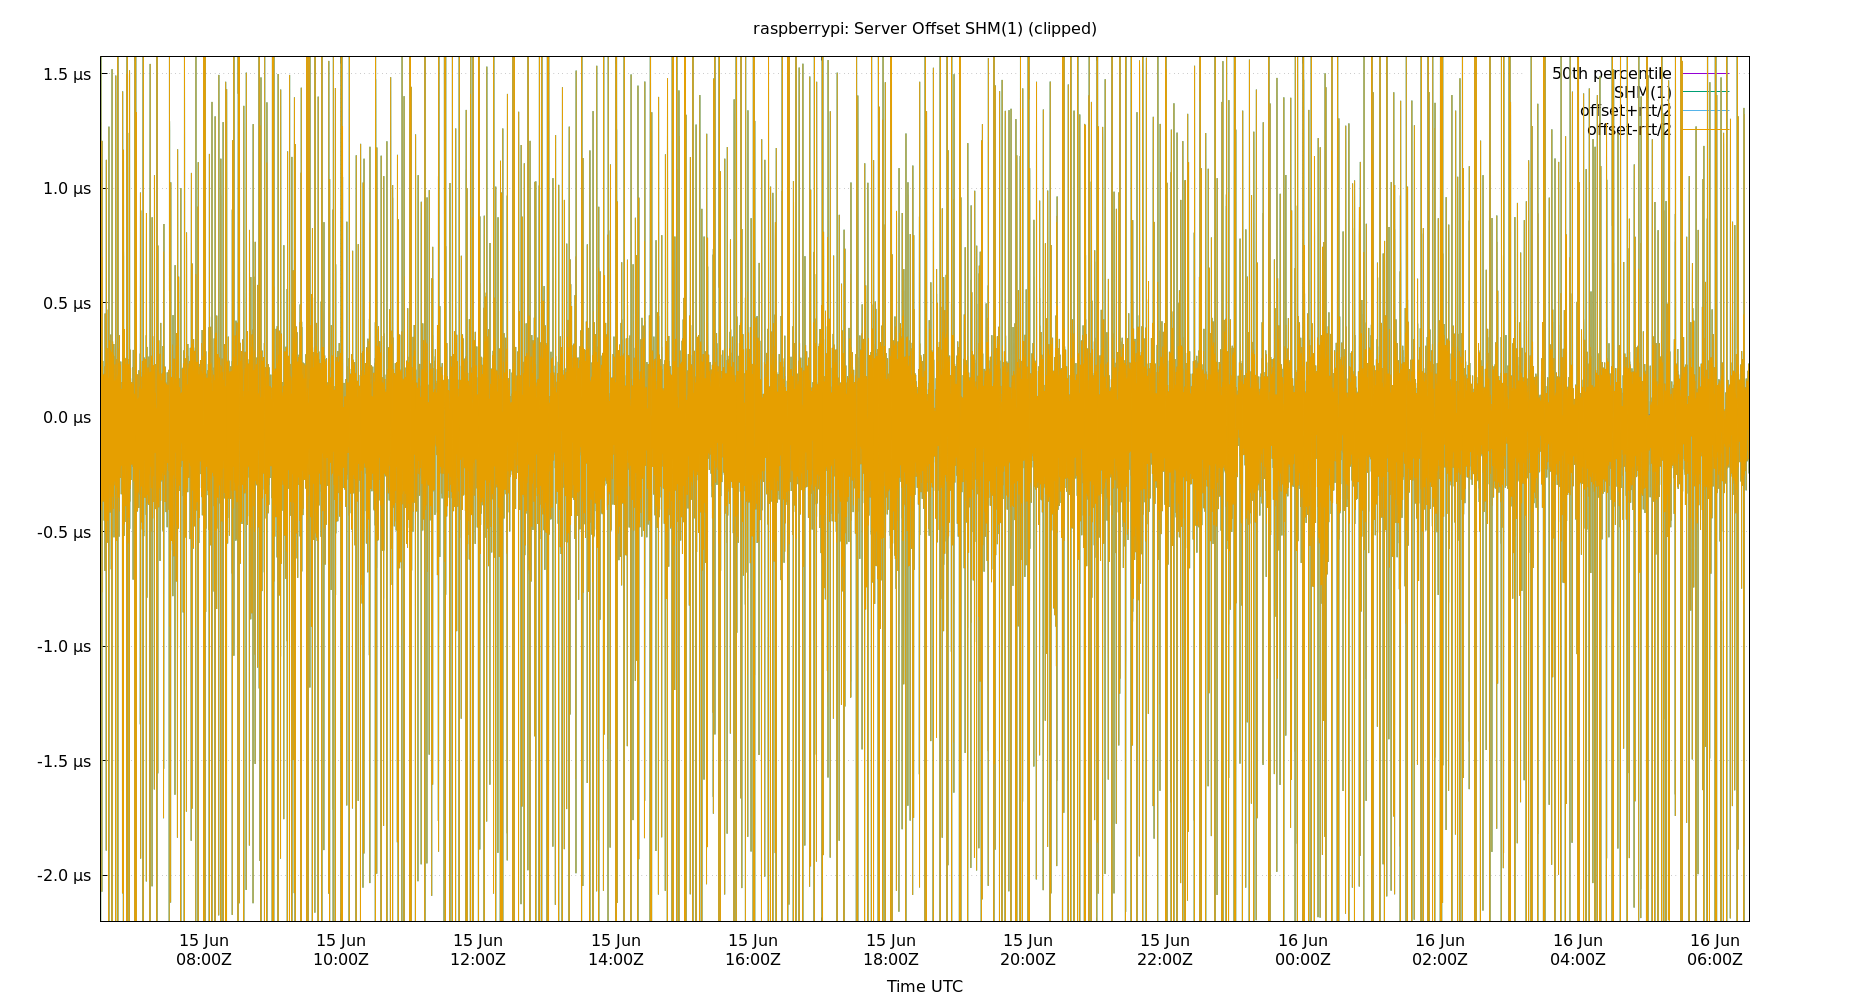 raspberrypi: Server Offset SHM(1) (clipped)
50th percentile
SHM(1)
offset+rtt/2
offset-rtt/2
1.5 µs
1.0 µs
0.5 µs
0.0 µs
-0.5 µs
-1.0 µs
-1.5 µs
-2.0 µs
15 Jun 15 Jun 15 Jun 15 Jun 15 Jun 15 Jun 15 Jun 15 Jun 16 Jun 16 Jun 16 Jun 16 Jun
08:00Z 10:00Z 12:00Z 14:00Z 16:00Z 18:00Z 20:00Z 22:00Z 00:00Z 02:00Z 04:00Z 06:00Z
Time UTC